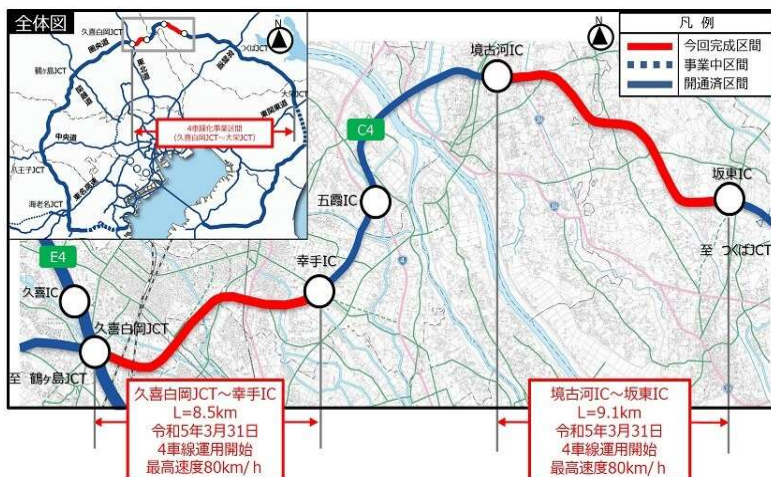 全体図
久喜白岡JCT
つくばJCT
圏央道
東北道
常磐道
鶴ヶ島JCT
関越道
大栄JCT
東関東道
4車線化事業区間
(久喜白岡JCT～大栄JCT)
中央道
八王子JCT
東名高速
海老名JCT
凡例
今回完成区間
事業中区間
開通済区間
境古河IC
C4
坂東IC
五霞IC
至 つくばJCT
E4
幸手IC
久喜IC
久喜白岡JCT
至 鶴ヶ島JCT
久喜白岡JCT～幸手IC
L=8.5km
令和5年3月31日
4車線運用開始
最高速度80km/h
境古河IC～坂東IC
L=9.1km
令和5年3月31日
4車線運用開始
最高速度80km/h